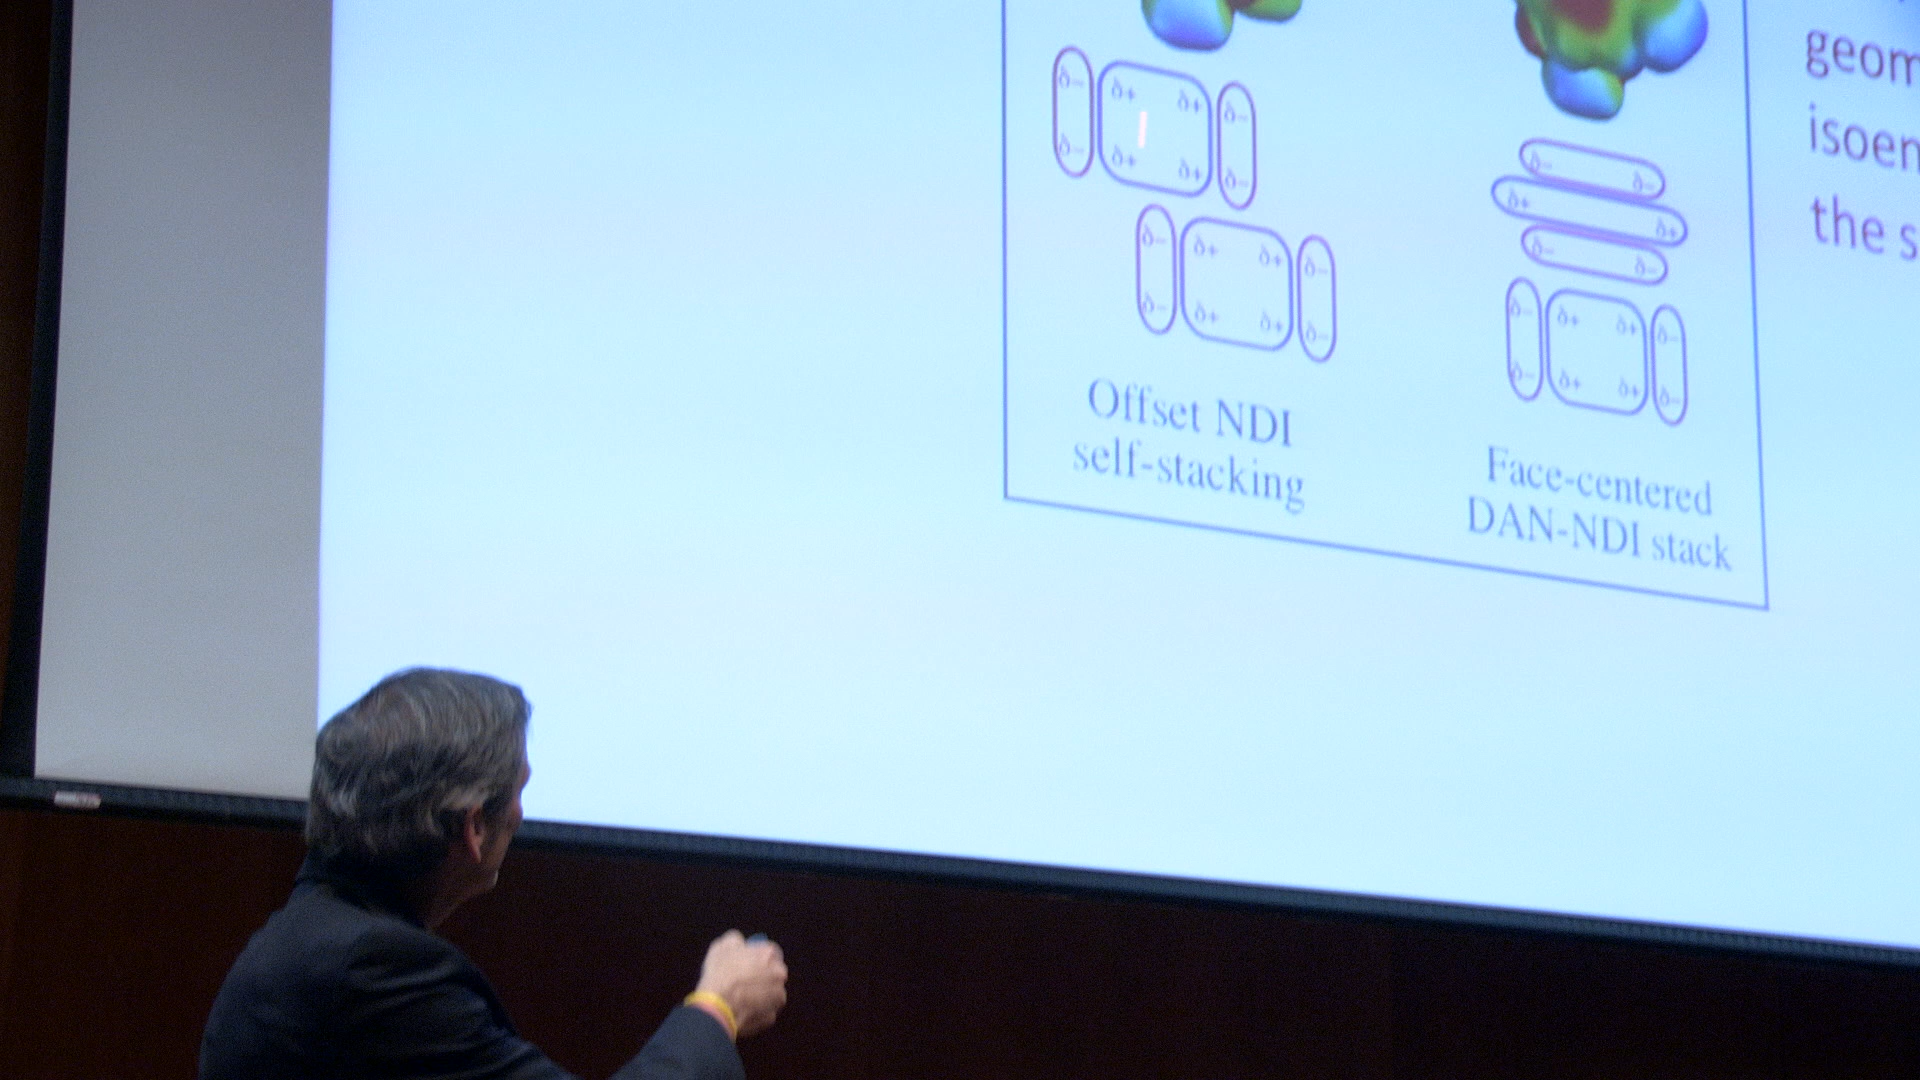 δ− δ+ δ+ δ−
δ− δ+ δ+ δ−
δ− δ+ δ+ δ−
δ− δ+ δ+ δ−
Offset NDI
self-stacking
δ− δ−
δ+ δ+
δ− δ−
δ− δ+ δ+ δ−
δ− δ+ δ+ δ−
Face-centered
DAN-NDI stack
geom
isoen
the s